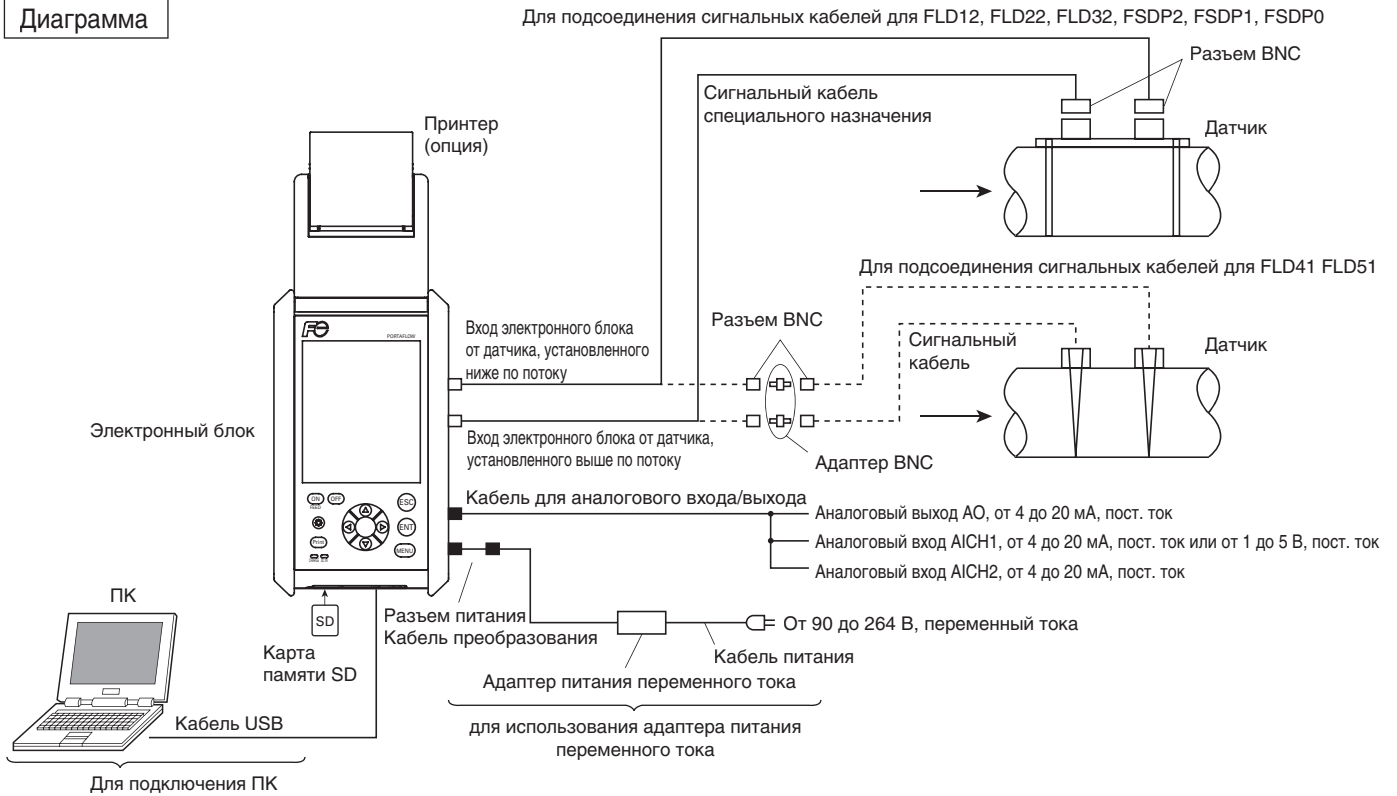 Диаграмма
Для подсоединения сигнальных кабелей для FLD12, FLD22, FLD32, FSDP2, FSDP1, FSDP0
Разъем BNC
Сигнальный кабель
специального назначения
Датчик
Принтер
(опция)
Для подсоединения сигнальных кабелей для FLD41 FLD51
Разъем BNC
Сигнальный
кабель
Датчик
Адаптер BNC
Вход электронного блока
от датчика, установленного
ниже по потоку
Вход электронного блока от датчика,
установленного выше по потоку
Электронный блок
Fe
PORTAFLOW
ON
OFF
FEED
ESC
ENT
Print
MENU
Кабель для аналогового входа/выхода
Аналоговый выход AO, от 4 до 20 мА, пост. ток
Аналоговый вход AICH1, от 4 до 20 мА, пост. ток или от 1 до 5 В, пост. ток
Аналоговый вход AICH2, от 4 до 20 мА, пост. ток
Разъем питания
Кабель преобразования
От 90 до 264 В, переменный тока
Кабель питания
Адаптер питания переменного тока
для использования адаптера питания
переменного тока
ПК
SD
Карта
памяти SD
Кабель USB
Для подключения ПК